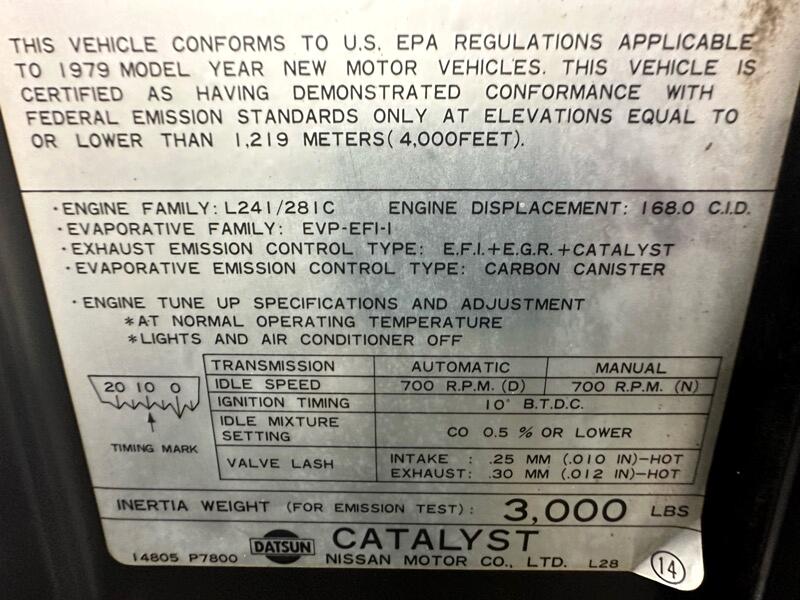 THIS VEHICLE CONFORMS TO U.S. EPA REGULATIONS APPLICABLE
TO 1979 MODEL YEAR NEW MOTOR VEHICLES. THIS VEHICLE IS
CERTIFIED AS HAVING DEMONSTRATED CONFORMANCE WITH
FEDERAL EMISSION STANDARDS ONLY AT ELEVATIONS EQUAL TO
OR LOWER THAN 1,219 METERS (4,000FEET).
·ENGINE FAMILY: L241/281C ENGINE DISPLACEMENT: 168.0 C.I.D.
·EVAPORATIVE FAMILY: EVP-EFI-1
·EXHAUST EMISSION CONTROL TYPE: E.F.I.+E.G.R.+CATALYST
·EVAPORATIVE EMISSION CONTROL TYPE: CARBON CANISTER
·ENGINE TUNE UP SPECIFICATIONS AND ADJUSTMENT
*AT NORMAL OPERATING TEMPERATURE
*LIGHTS AND AIR CONDITIONER OFF
20 10 0
TIMING MARK
TRANSMISSION AUTOMATIC MANUAL
IDLE SPEED 700 R.P.M. (D) 700 R.P.M. (N)
IGNITION TIMING 10° B.T.D.C.
IDLE MIXTURE
SETTING CO 0.5 % OR LOWER
VALVE LASH INTAKE : .25 MM (.010 IN)-HOT
EXHAUST: .30 MM (.012 IN)-HOT
INERTIA WEIGHT (FOR EMISSION TEST): 3,000 LBS
14805 P7800 DATSUN CATALYST
NISSAN MOTOR CO., LTD. L28 14